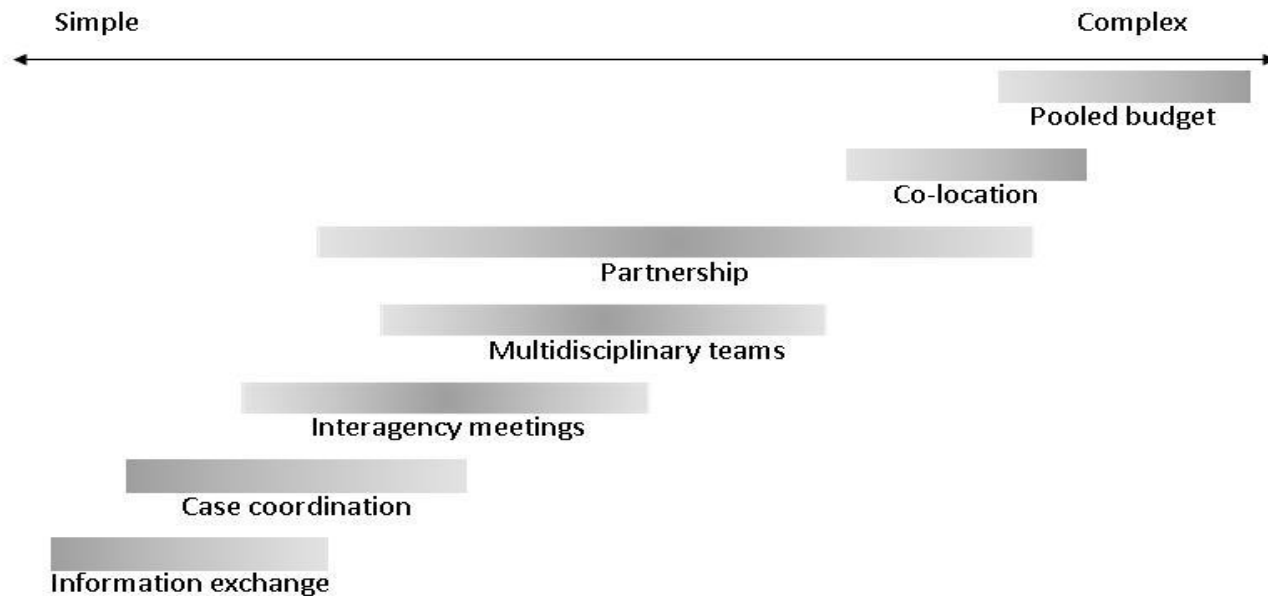 Simple
Complex
Pooled budget
Co-location
Partnership
Multidisciplinary teams
Interagency meetings
Case coordination
Information exchange